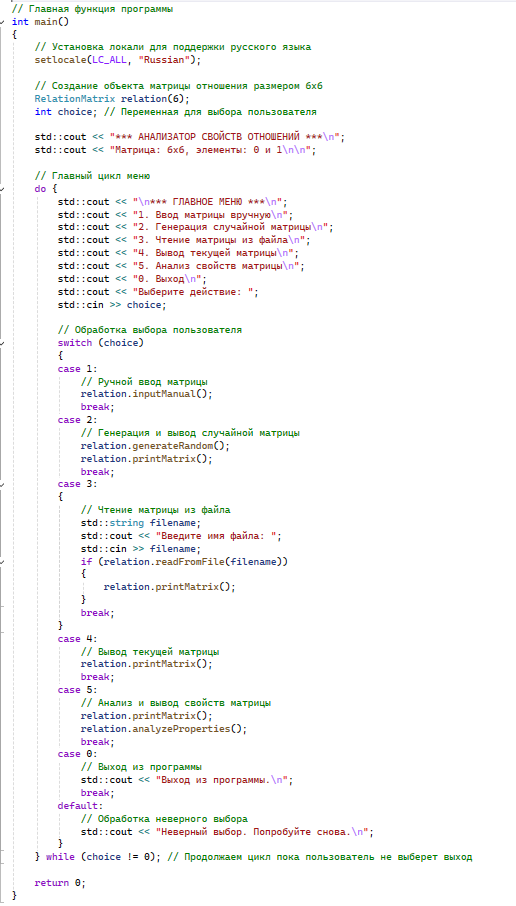 // Главная функция программы
int main()
{
// Установка локали для поддержки русского языка
setlocale(LC_ALL, "Russian");
// Создание объекта матрицы отношения размером 6x6
RelationMatrix relation(6);
int choice; // Переменная для выбора пользователя
std::cout << "*** АНАЛИЗАТОР СВОЙСТВ ОТНОШЕНИЙ ***\n";
std::cout << "Матрица: 6x6, элементы: 0 и 1\n\n";
// Главный цикл меню
do {
std::cout << "\n*** ГЛАВНОЕ МЕНЮ ***\n";
std::cout << "1. Ввод матрицы вручную\n";
std::cout << "2. Генерация случайной матрицы\n";
std::cout << "3. Чтение матрицы из файла\n";
std::cout << "4. Вывод текущей матрицы\n";
std::cout << "5. Анализ свойств матрицы\n";
std::cout << "0. Выход\n";
std::cout << "Выберите действие: ";
std::cin >> choice;
// Обработка выбора пользователя
switch (choice)
{
case 1:
// Ручной ввод матрицы
relation.inputManual();
break;
case 2:
// Генерация и вывод случайной матрицы
relation.generateRandom();
relation.printMatrix();
break;
case 3:
{
// Чтение матрицы из файла
std::string filename;
std::cout << "Введите имя файла: ";
std::cin >> filename;
if (relation.readFromFile(filename))
{
relation.printMatrix();
}
break;
}
case 4:
// Вывод текущей матрицы
relation.printMatrix();
break;
case 5:
// Анализ и вывод свойств матрицы
relation.printMatrix();
relation.analyzeProperties();
break;
case 0:
// Выход из программы
std::cout << "Выход из программы.\n";
break;
default:
// Обработка неверного выбора
std::cout << "Неверный выбор. Попробуйте снова.\n";
}
} while (choice != 0); // Продолжаем цикл пока пользователь не выберет выход
return 0;
}